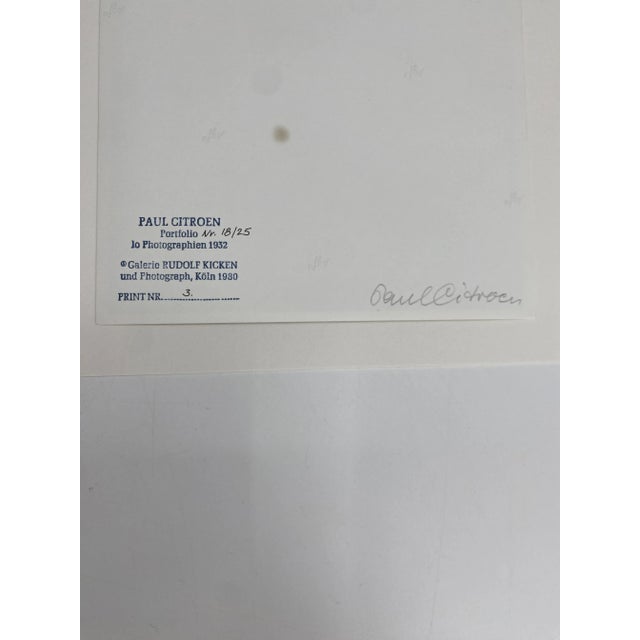 PAUL CITROEN
Portfolio Nr. 18/25
10 Photographien 1932
© Galerie RUDOLF KICKEN
und Photograph, Köln 1980
PRINT NR. 3.
Paul Citroen